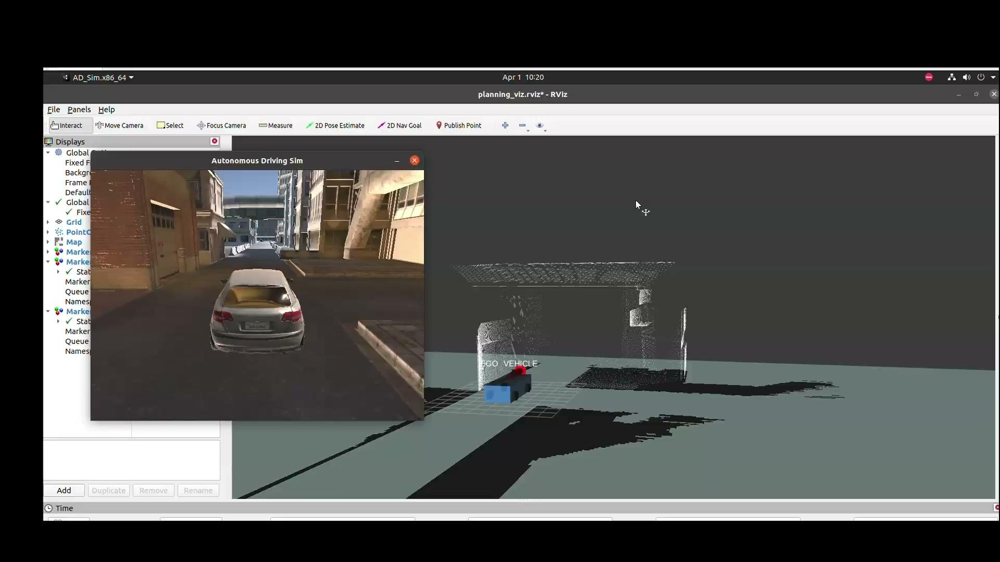 AD_Sim.x86_64
Apr 1 10:20
planning_viz.rviz* - RViz
File Panels Help
Interact Move Camera Select Focus Camera Measure 2D Pose Estimate 2D Nav Goal Publish Point
Displays
Global
Fixed F
Backgr
Frame
Default
Global
Fixe
Grid
PointC
Map
Marke
Marke
Stat
Marker
Queue
Namesp
Marke
Stat
Marker
Queue
Namesp
Autonomous Driving Sim
EGO VEHICLE
Add Duplicate Remove Rename
Time